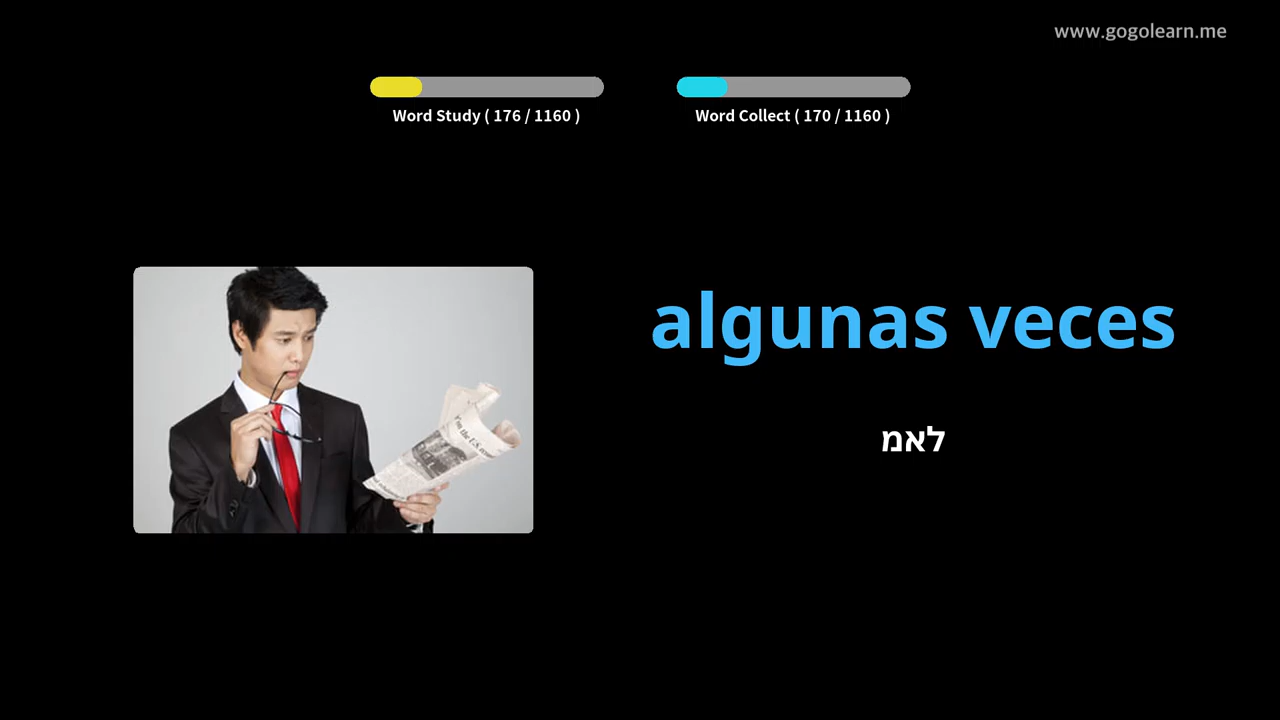 www.gogolearn.me
Word Study ( 176 / 1160 )
Word Collect ( 170 / 1160 )
algunas veces
לאמ